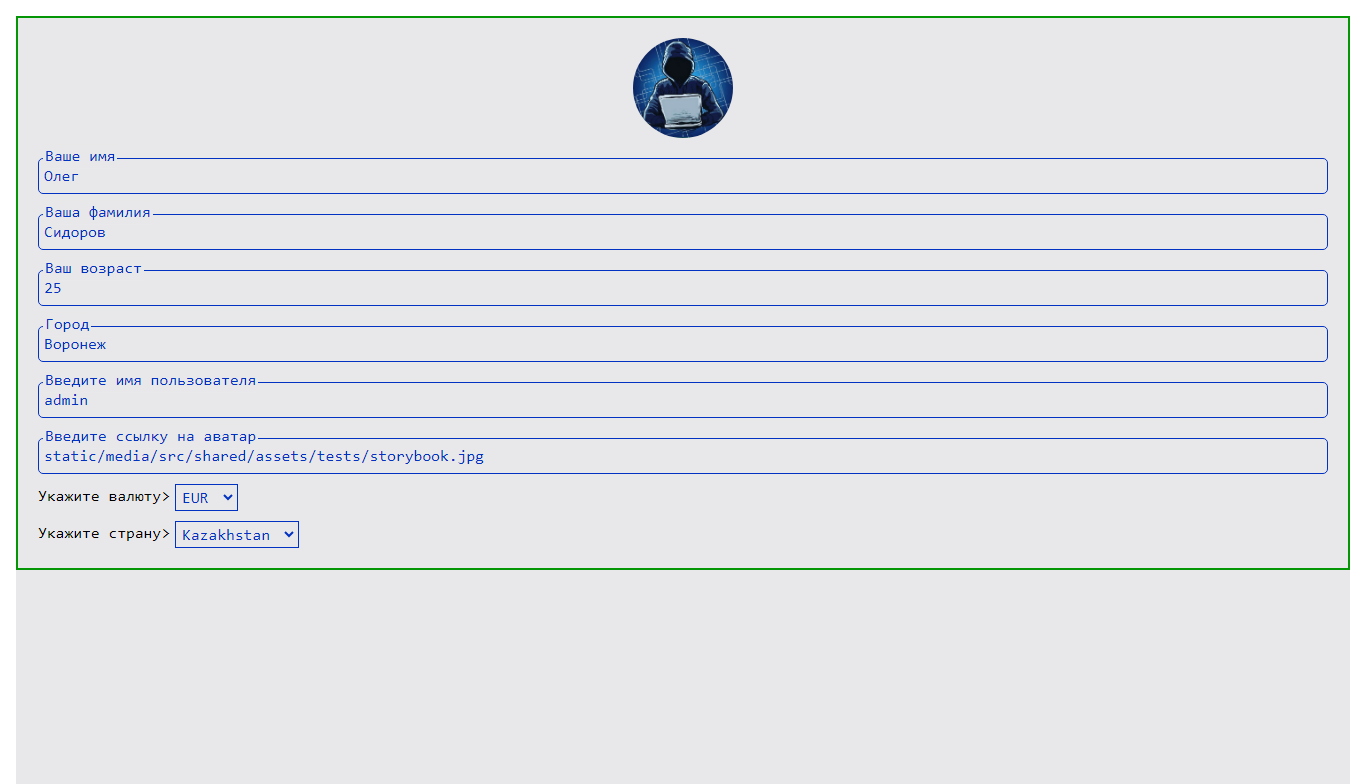 Ваше имя
Олег
Ваша фамилия
Сидоров
Ваш возраст
25
Город
Воронеж
Введите имя пользователя
admin
Введите ссылку на аватар
static/media/src/shared/assets/tests/storybook.jpg
Укажите валюту> EUR
Укажите страну> Kazakhstan